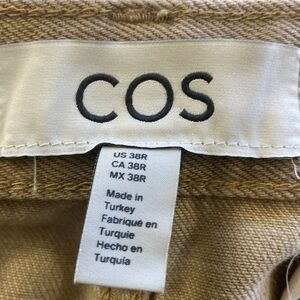 COS
US 38R
CA 38R
MX 38R
Made in
Turkey
Fabriqué en
Turquie
Hecho en
Turquía